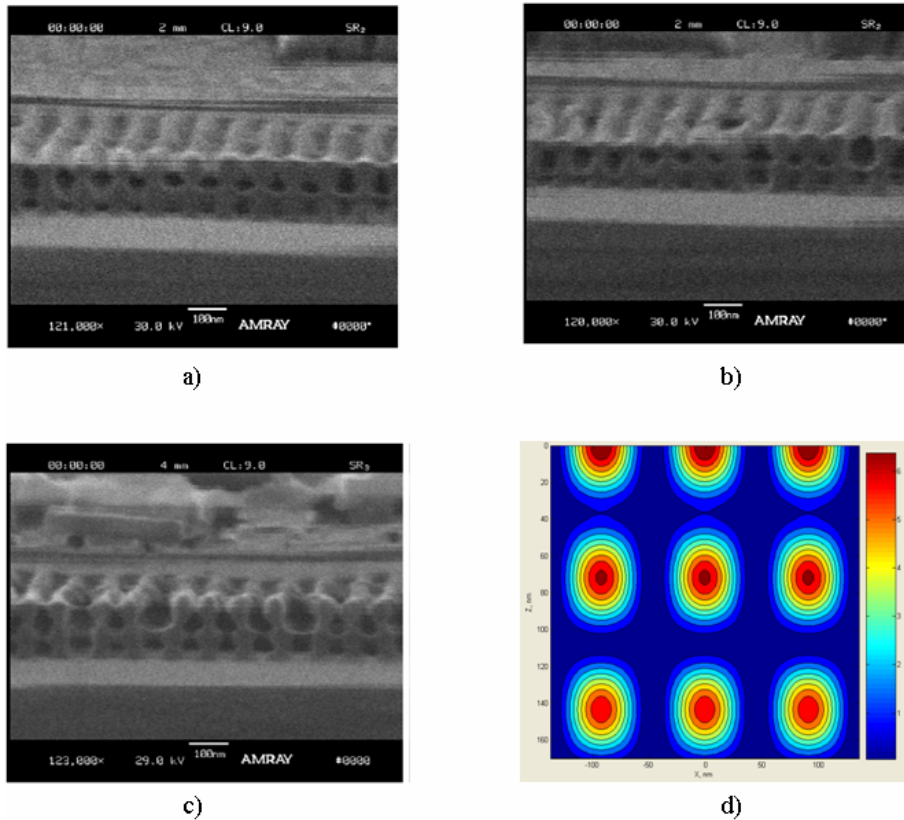 00:00:00 2 mm CL:9.0 SR₂
121,000× 30.0 kV 100nm AMRAY #0000*
a)
00:00:00 2 mm CL:9.0 SR₂
120,000× 30.0 kV 100nm AMRAY #0000*
b)
00:00:00 4 mm CL:9.0 SR₃
123,000× 29.0 kV 100nm AMRAY #0000
c)
0
20
40
60
80
100
120
140
160
Z, nm
-100 -50 0 50 100
X, nm
6
5
4
3
2
1
d)